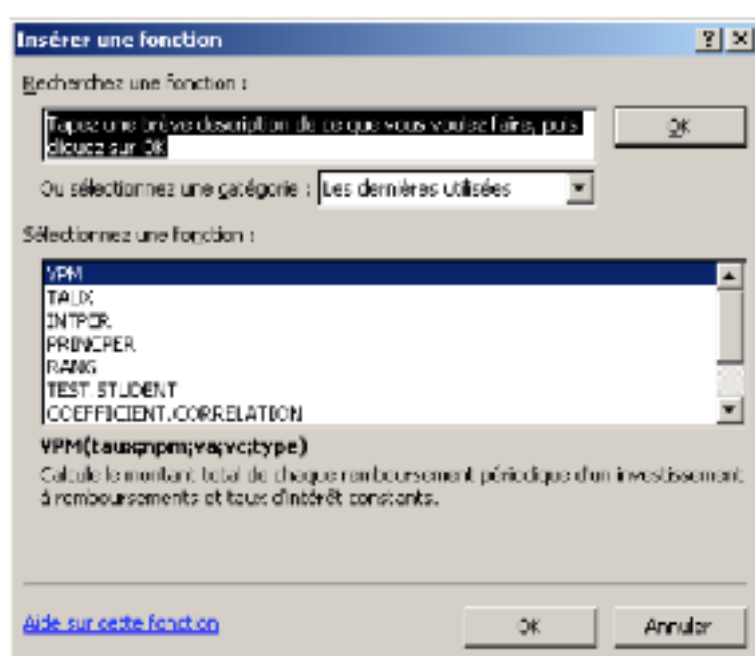 Insérer une fonction
Recherchez une fonction :
Tapez une brève description de ce que vous voulez faire, puis
cliquez sur OK
OK
Ou sélectionnez une catégorie : Les dernières utilisées
Sélectionnez une fonction :
VPM
TAUX
INTPER
PRINCPER
RANG
TEST.STUDENT
COEFFICIENT.CORRELATION
VPM(taux;npm;va;vc;type)
Calcule le montant total de chaque remboursement périodique d'un investissement
à remboursements et taux d'intérêt constants.
Aide sur cette fonction
OK
Annuler